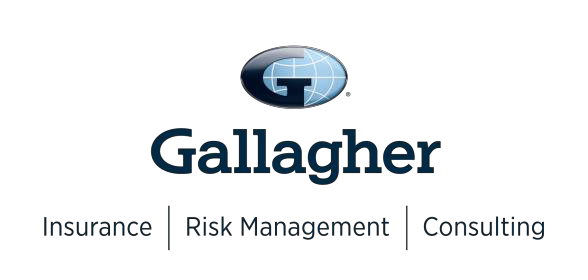 G®
Gallagher
Insurance | Risk Management | Consulting